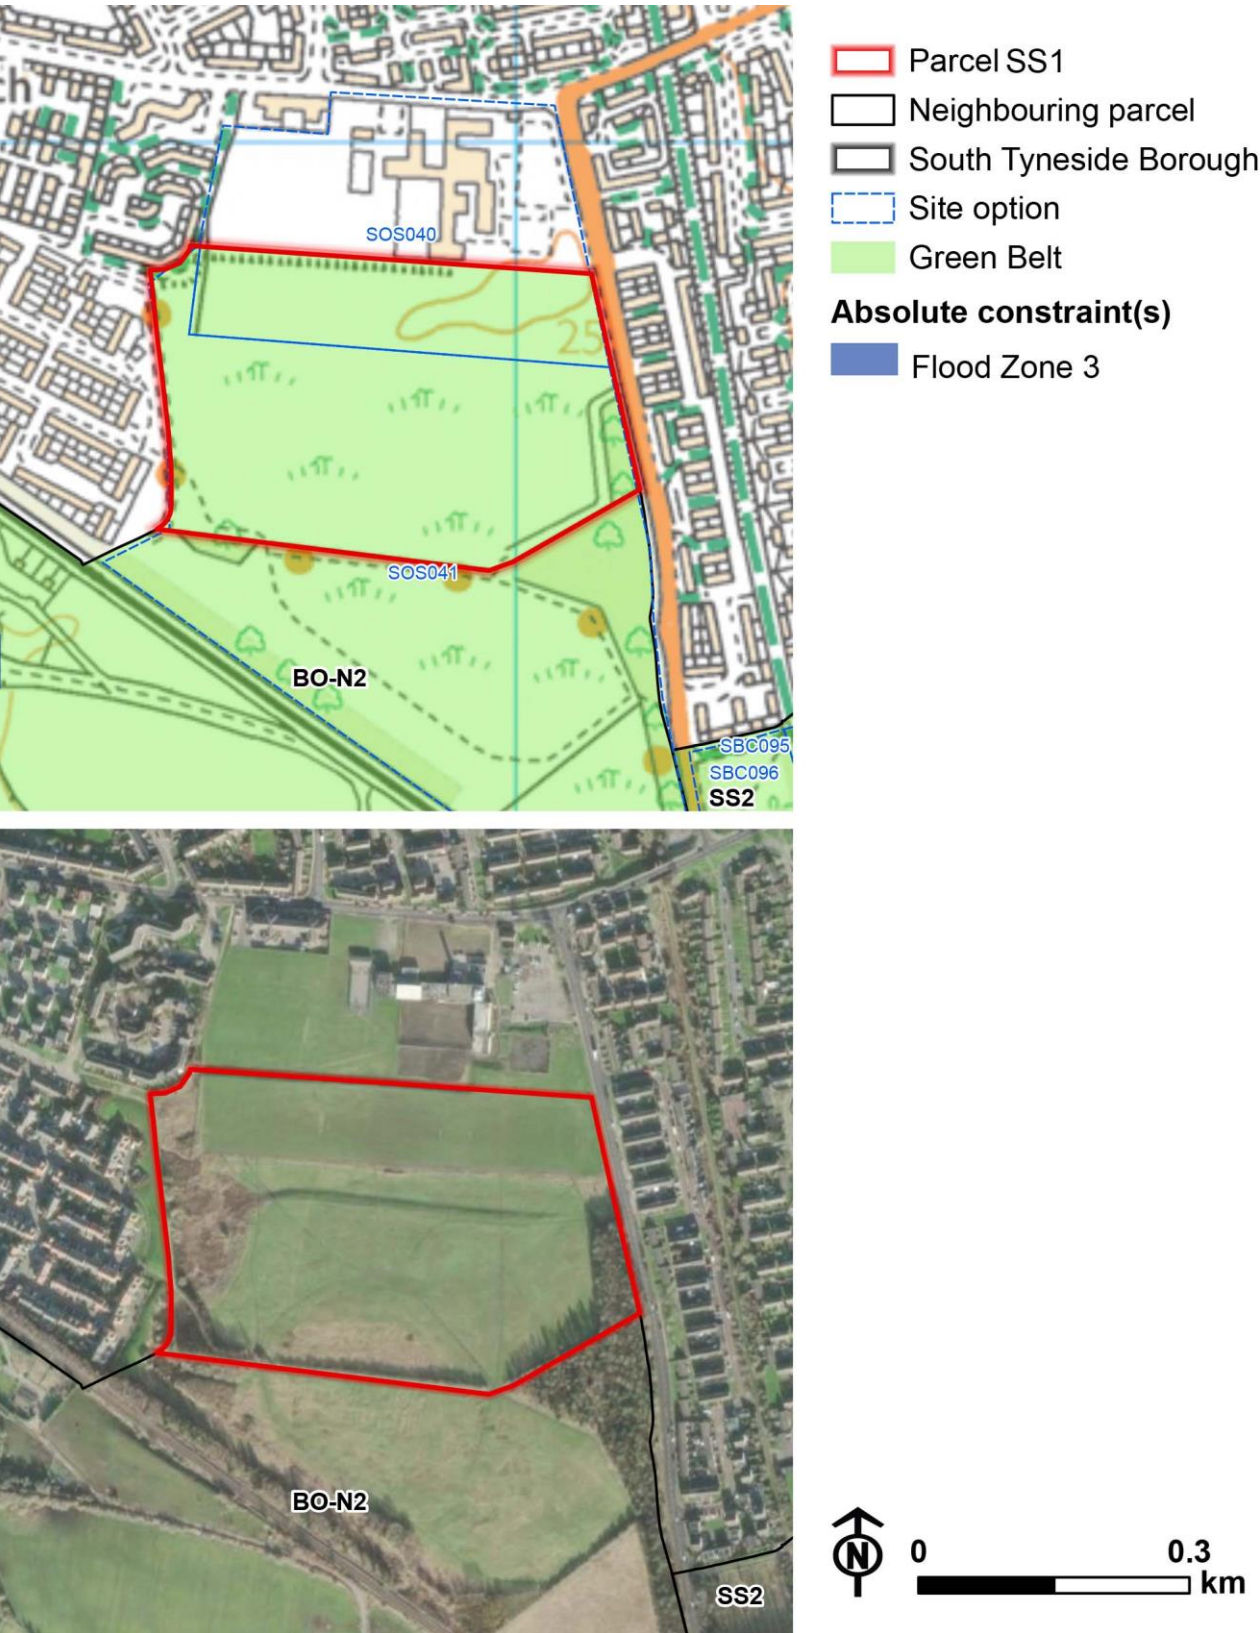 Parcel SS1
Neighbouring parcel
South Tyneside Borough
Site option
Green Belt
Absolute constraint(s)
Flood Zone 3
ch
SOS040
25
SOS041
BO-N2
SBC095
SBC096
SS2
BO-N2
SS2
N
0 0.3
km